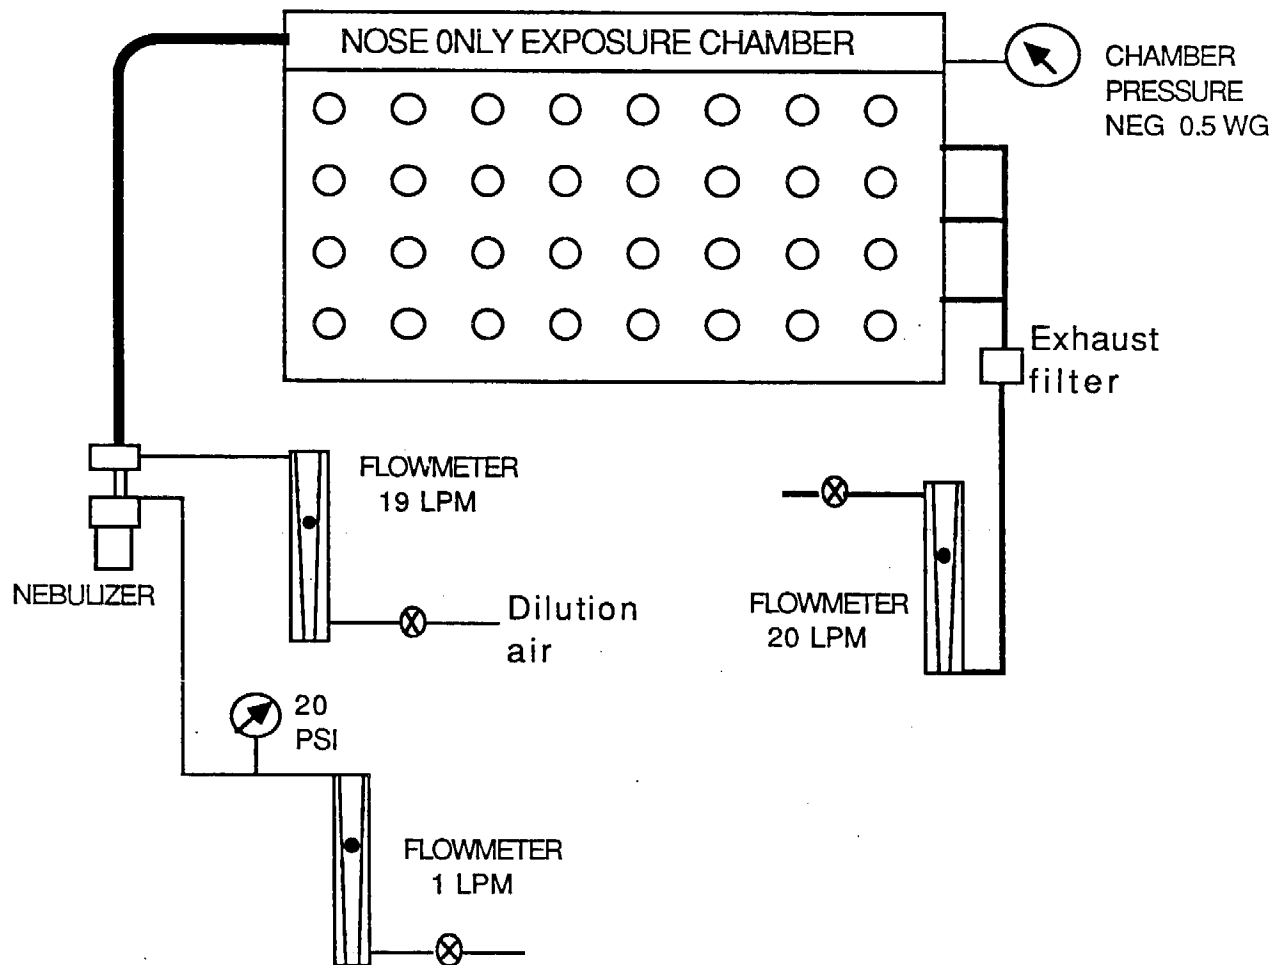 NOSE 0NLY EXPOSURE CHAMBER
CHAMBER
PRESSURE
NEG 0.5 WG
Exhaust
filter
FLOWMETER
19 LPM
NEBULIZER
Dilution
air
FLOWMETER
20 LPM
20
PSI
FLOWMETER
1 LPM